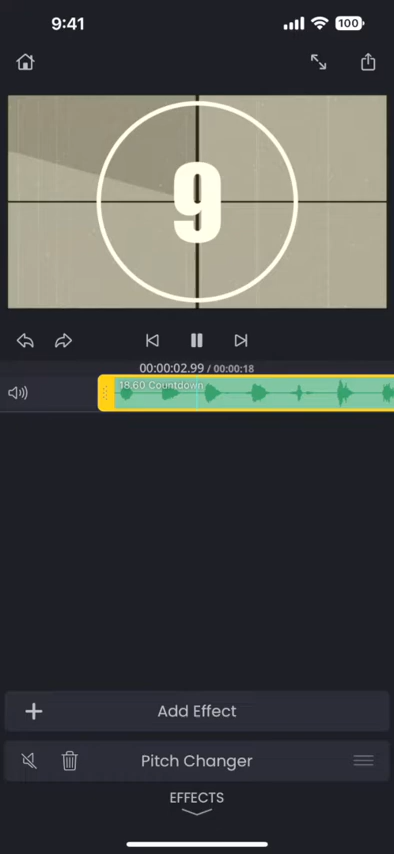 9:41
100
9
00:00:02.99 / 00:00:18
18.60 Countdown
Add Effect
Pitch Changer
EFFECTS